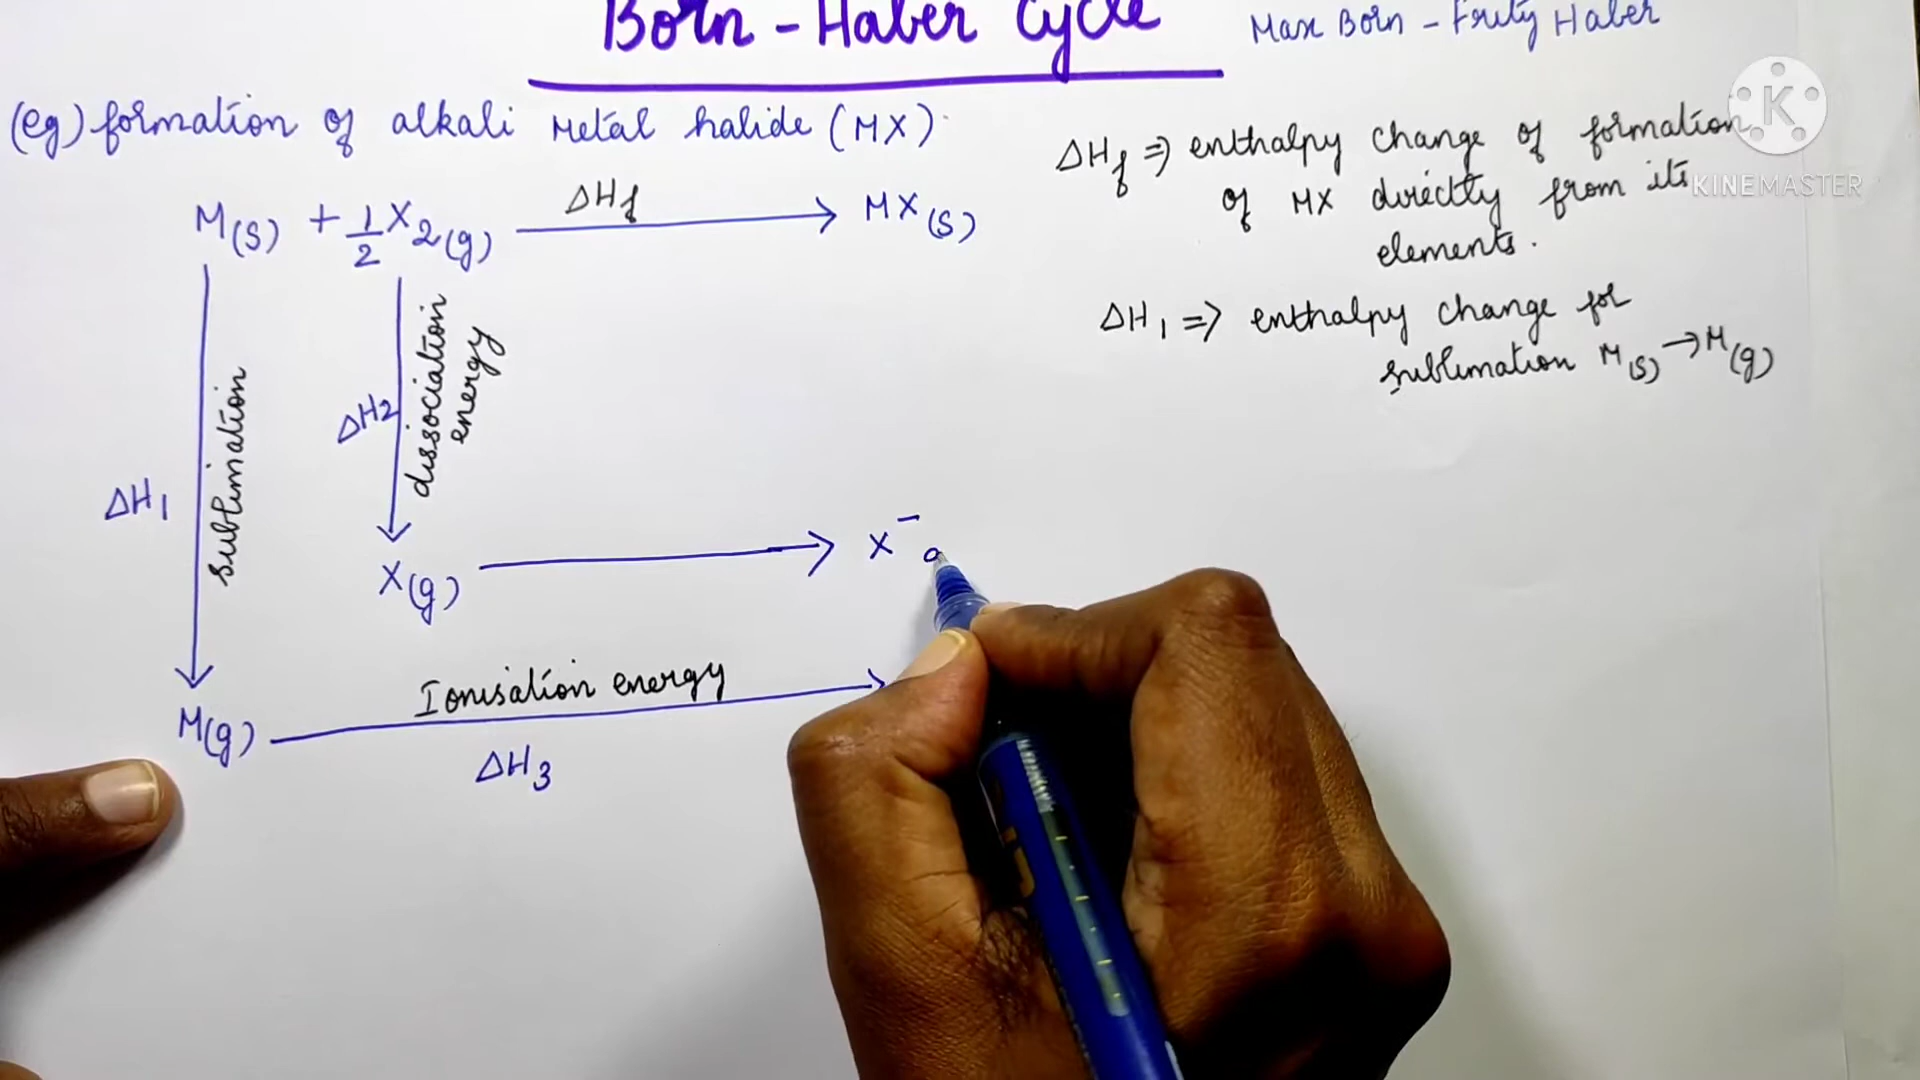 Born - Haber Cycle
Max Born - Frity Haber
(eg) formation of alkali Metal halide (MX).
M(s) + 1/2 X2(g) ⟶ MX(s)
ΔHf
ΔHf ⇒ enthalpy change of formation
of MX directly from its
elements.
ΔH1 ⇒ enthalpy change for
sublimation M(s) → M(g)
ΔH1
sublimation
ΔH2
dissociation
energy
X(g) ⟶ X⁻
M(g) ⟶
Ionisation energy
ΔH3
K
KINEMASTER